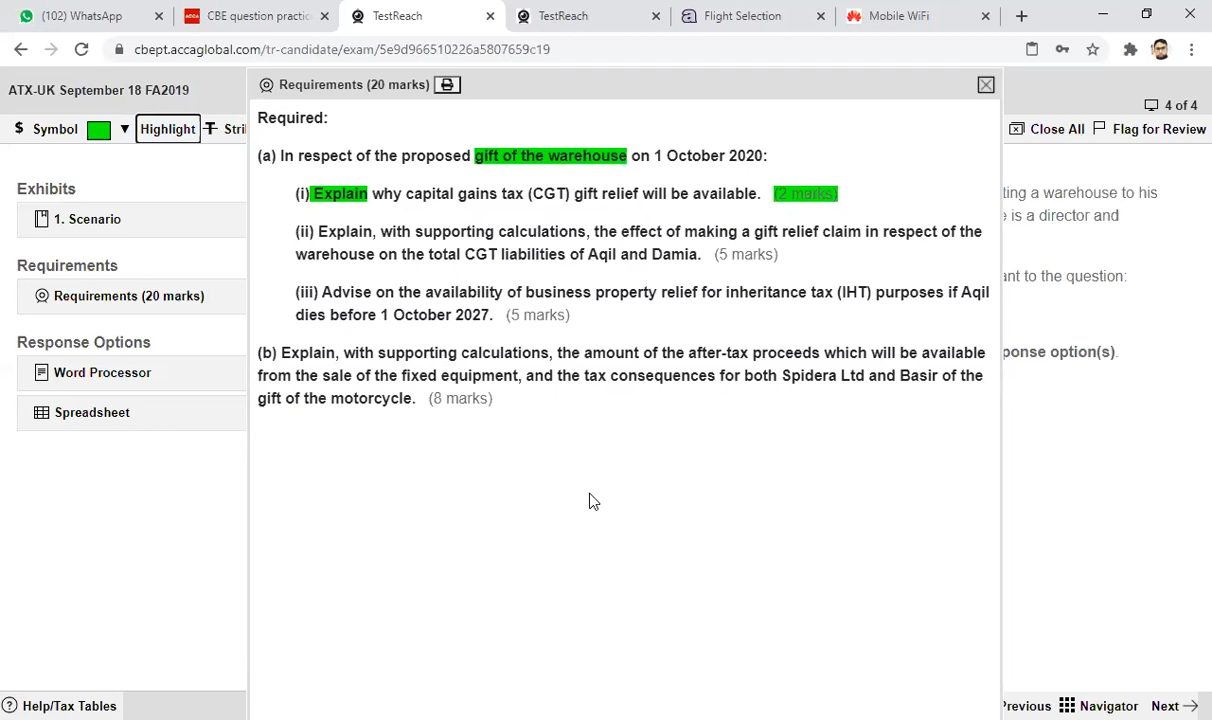 (102) WhatsApp
CBE question practic
TestReach
TestReach
Flight Selection
Mobile WiFi
cbept.accaglobal.com/tr-candidate/exam/5e9d966510226a5807659c19
ATX-UK September 18 FA2019
Requirements (20 marks)
4 of 4
$ Symbol
Highlight
Stri
Close All
Flag for Review
Required:
(a) In respect of the proposed gift of the warehouse on 1 October 2020:
(i) Explain why capital gains tax (CGT) gift relief will be available. (2 marks)
(ii) Explain, with supporting calculations, the effect of making a gift relief claim in respect of the
warehouse on the total CGT liabilities of Aqil and Damia. (5 marks)
(iii) Advise on the availability of business property relief for inheritance tax (IHT) purposes if Aqil
dies before 1 October 2027. (5 marks)
(b) Explain, with supporting calculations, the amount of the after-tax proceeds which will be available
from the sale of the fixed equipment, and the tax consequences for both Spidera Ltd and Basir of the
gift of the motorcycle. (8 marks)
Exhibits
1. Scenario
Requirements
Requirements (20 marks)
Response Options
Word Processor
Spreadsheet
ting a warehouse to his
e is a director and
ant to the question:
ponse option(s).
Help/Tax Tables
Previous
Navigator
Next